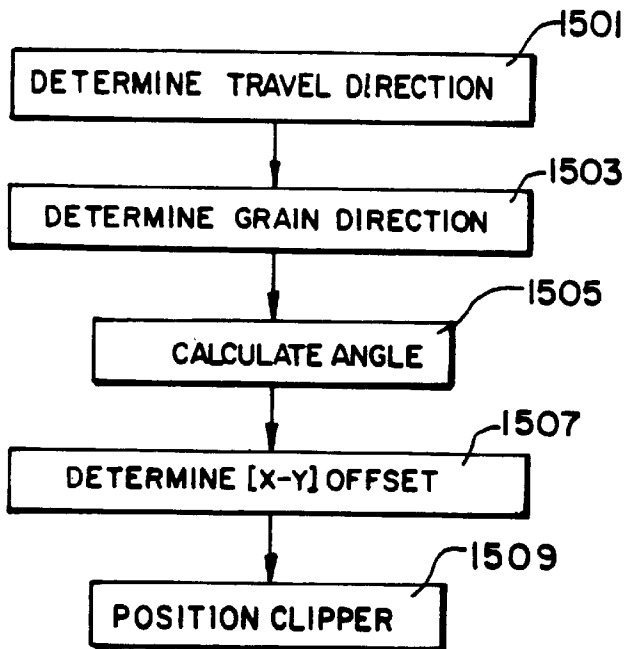 1501
DETERMINE TRAVEL DIRECTION
1503
DETERMINE GRAIN DIRECTION
1505
CALCULATE ANGLE
1507
DETERMINE [X-Y] OFFSET
1509
POSITION CLIPPER